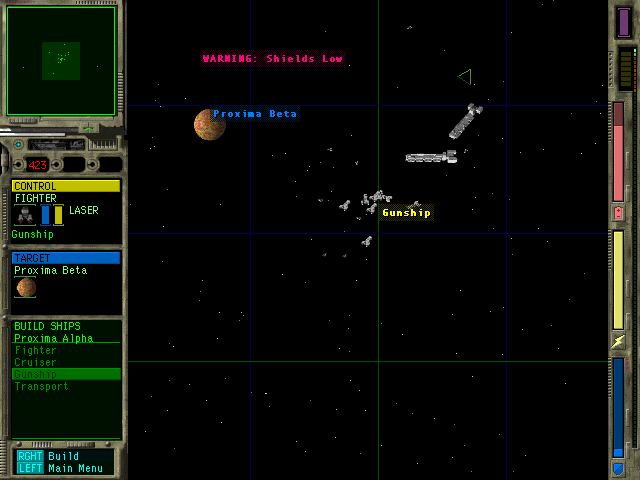 WARNING: Shields Low
Proxima Beta
Gunship
423
CONTROL
FIGHTER
LASER
Gunship
TARGET
Proxima Beta
BUILD SHIPS
Proxima Alpha
Fighter
Cruiser
Gunship
Transport
RGHT Build
LEFT Main Menu